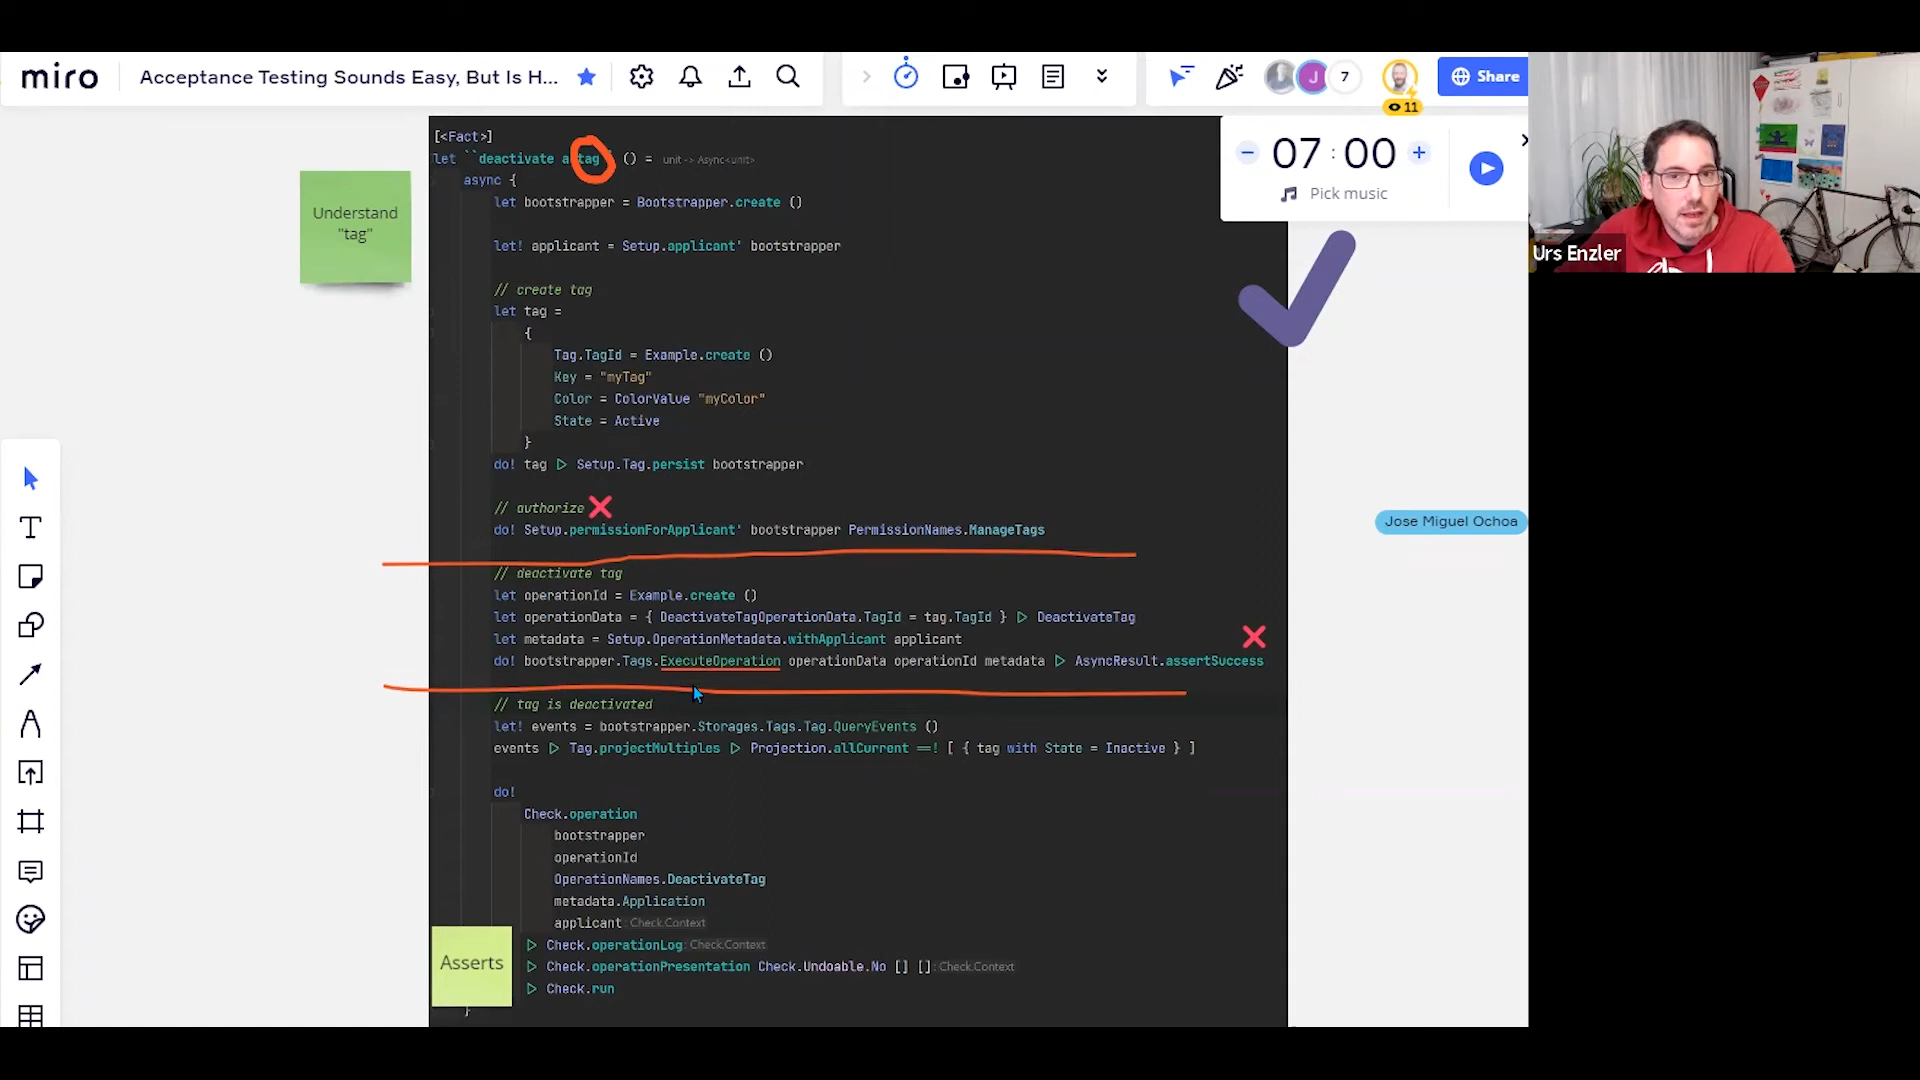 miro
Acceptance Testing Sounds Easy, But Is H...
J
7
11
Share
07 : 00
Pick music
Urs Enzler
Understand
"tag"
[<Fact>]
let ``deactivate a tag`` () = unit -> Async<unit>
async {
let bootstrapper = Bootstrapper.create ()
let! applicant = Setup.applicant' bootstrapper
// create tag
let tag =
{
Tag.TagId = Example.create ()
Key = "myTag"
Color = ColorValue "myColor"
State = Active
}
do! tag ▷ Setup.Tag.persist bootstrapper
// authorize
do! Setup.permissionForApplicant' bootstrapper PermissionNames.ManageTags
Jose Miguel Ochoa
// deactivate tag
let operationId = Example.create ()
let operationData = { DeactivateTagOperationData.TagId = tag.TagId } ▷ DeactivateTag
let metadata = Setup.OperationMetadata.withApplicant applicant
do! bootstrapper.Tags.ExecuteOperation operationData operationId metadata ▷ AsyncResult.assertSuccess
// tag is deactivated
let! events = bootstrapper.Storages.Tags.Tag.QueryEvents ()
events ▷ Tag.projectMultiples ▷ Projection.allCurrent ==! [ { tag with State = Inactive } ]
do!
Check.operation
bootstrapper
operationId
OperationNames.DeactivateTag
metadata.Application
applicant : Check.Context
▷ Check.operationLog : Check.Context
▷ Check.operationPresentation Check.Undoable.No [] [] : Check.Context
▷ Check.run
}
Asserts